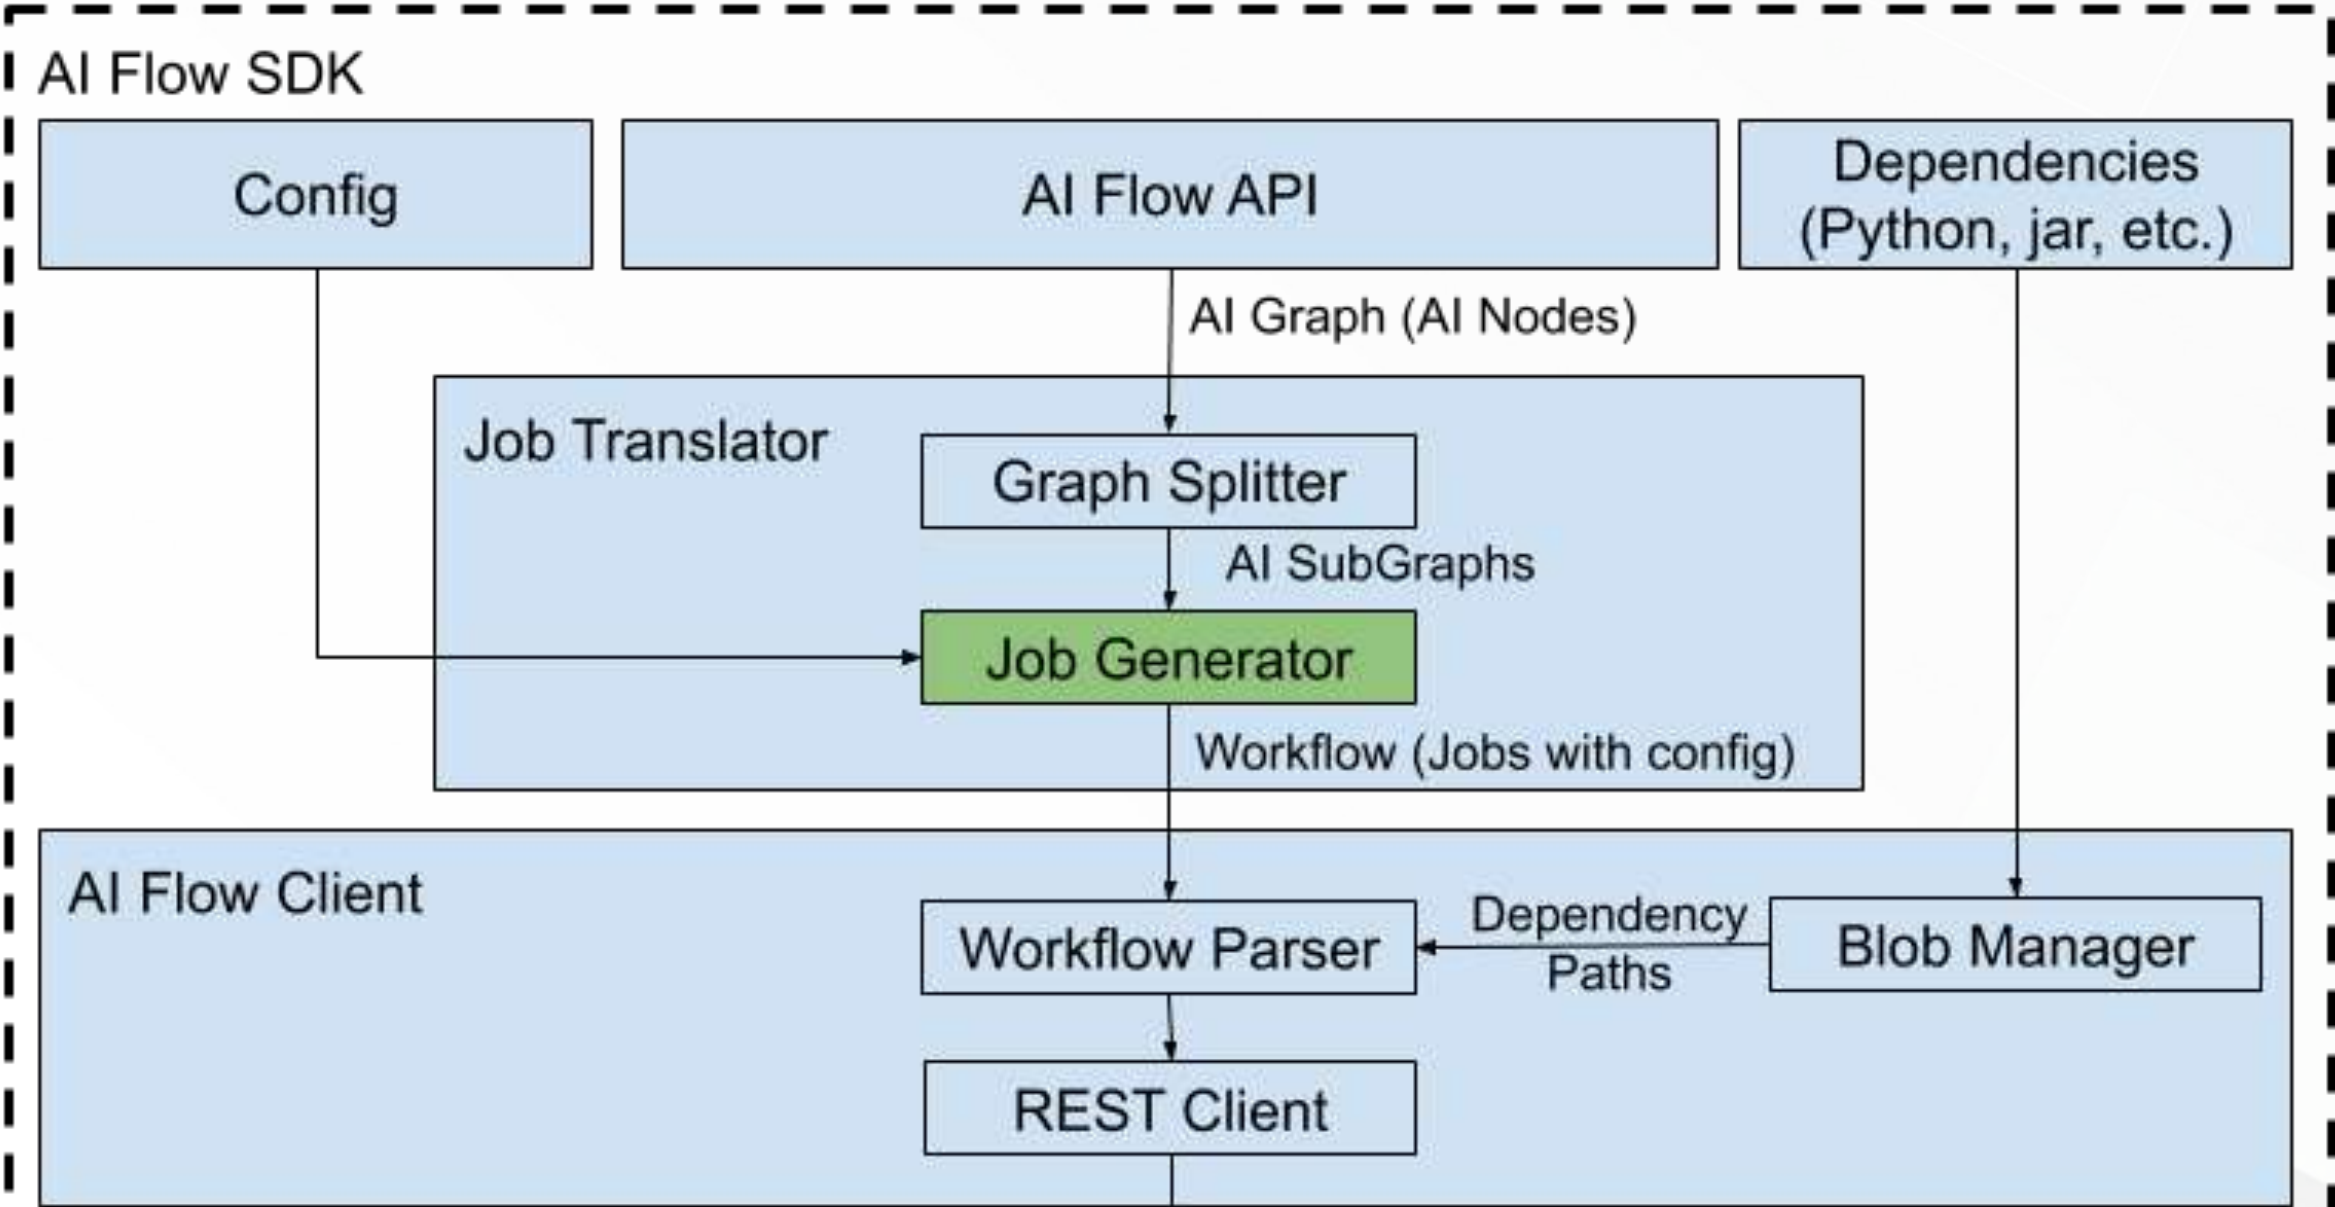 AI Flow SDK
Config
AI Flow API
Dependencies
(Python, jar, etc.)
AI Graph (AI Nodes)
Job Translator
Graph Splitter
AI SubGraphs
Job Generator
Workflow (Jobs with config)
AI Flow Client
Workflow Parser
Dependency
Paths
Blob Manager
REST Client